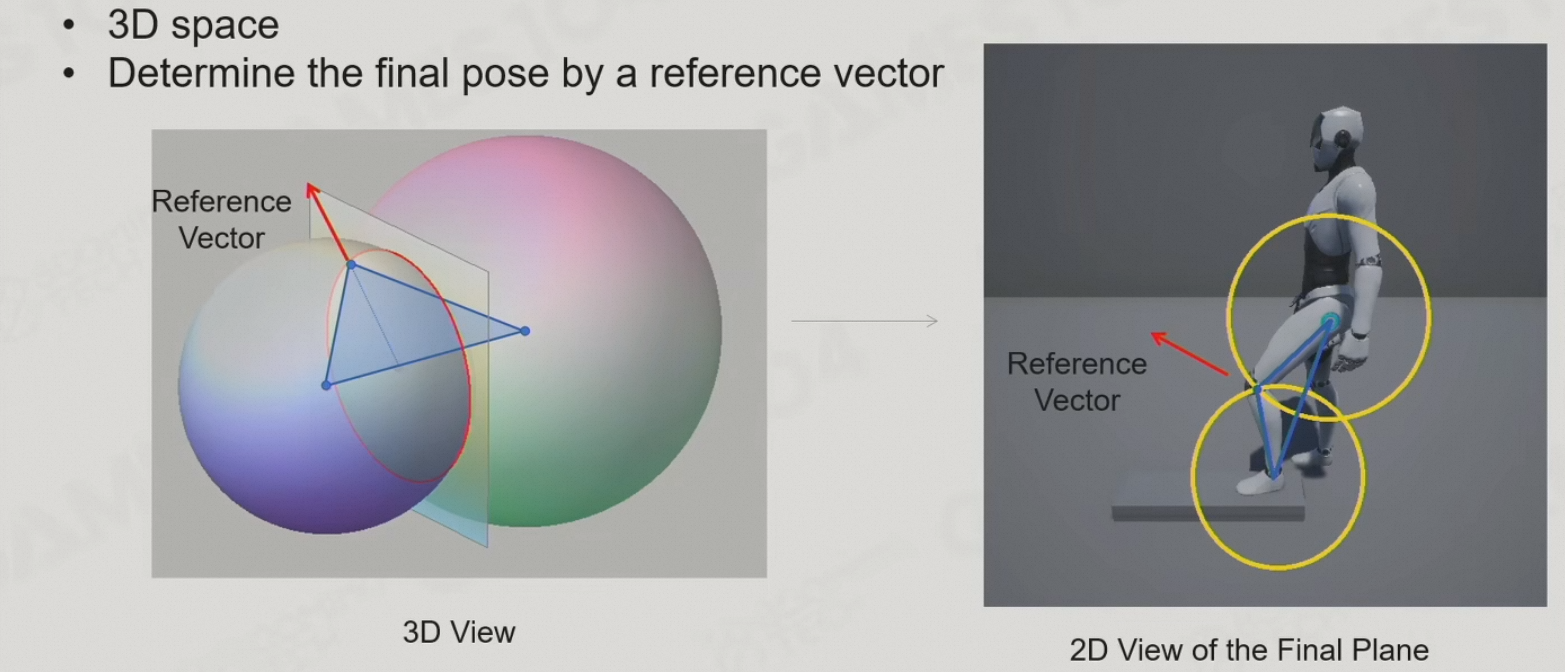 • 3D space
• Determine the final pose by a reference vector
Reference
Vector
3D View
Reference
Vector
2D View of the Final Plane